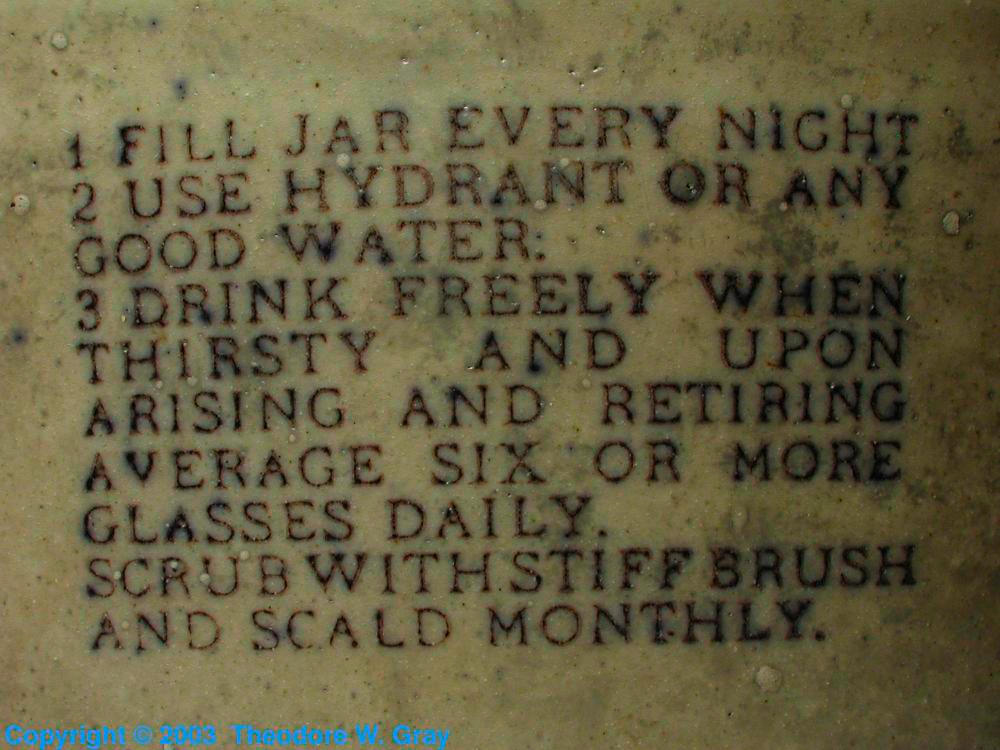 1 FILL JAR EVERY NIGHT
2 USE HYDRANT OR ANY
GOOD WATER.
3 DRINK FREELY WHEN
THIRSTY AND UPON
ARISING AND RETIRING
AVERAGE SIX OR MORE
GLASSES DAILY.
SCRUB WITH STIFF BRUSH
AND SCALD MONTHLY.
Copyright © 2003 Theodore W. Gray